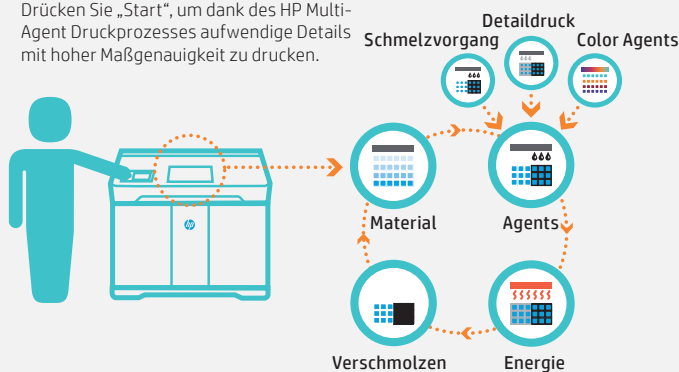 Drücken Sie „Start“, um dank des HP Multi-
Agent Druckprozesses aufwendige Details
mit hoher Maßgenauigkeit zu drucken.
Detaildruck
Schmelzvorgang
Color Agents
hp
Material
Agents
Verschmolzen
Energie